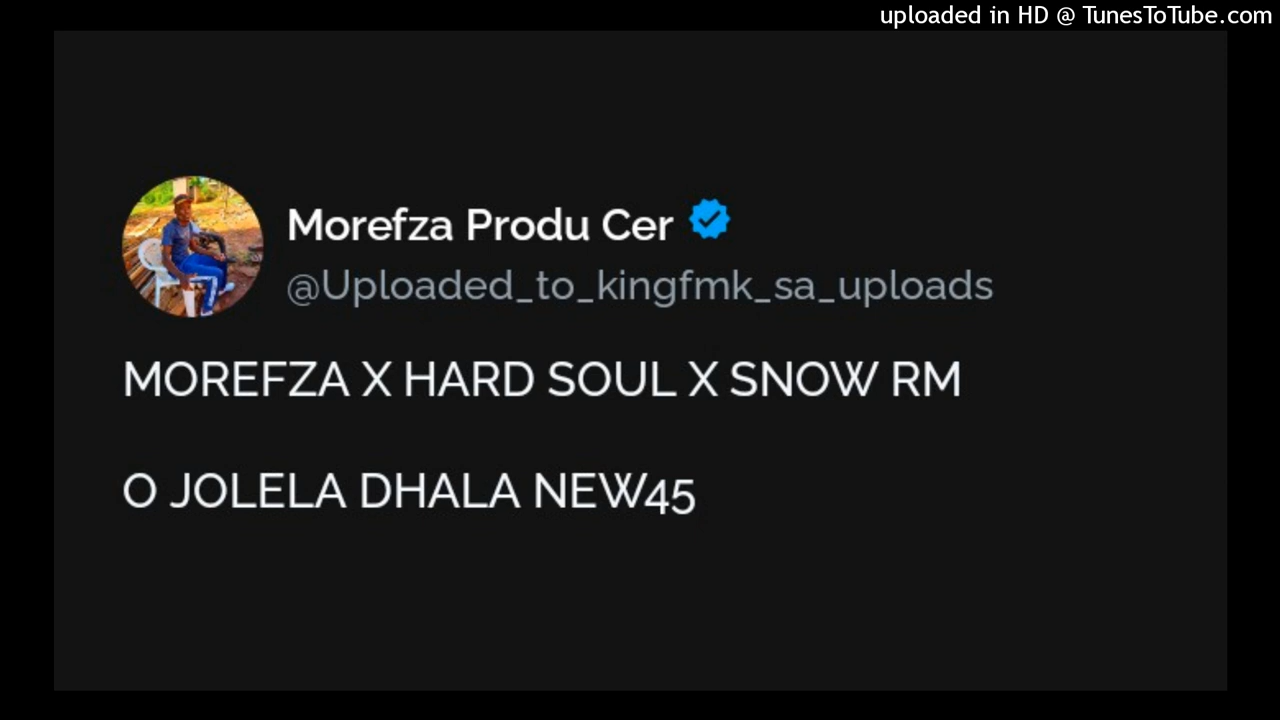 uploaded in HD @ TunesToTube.com
Morefza Produ Cer
@Uploaded_to_kingfmk_sa_uploads
MOREFZA X HARD SOUL X SNOW RM
O JOLELA DHALA NEW45